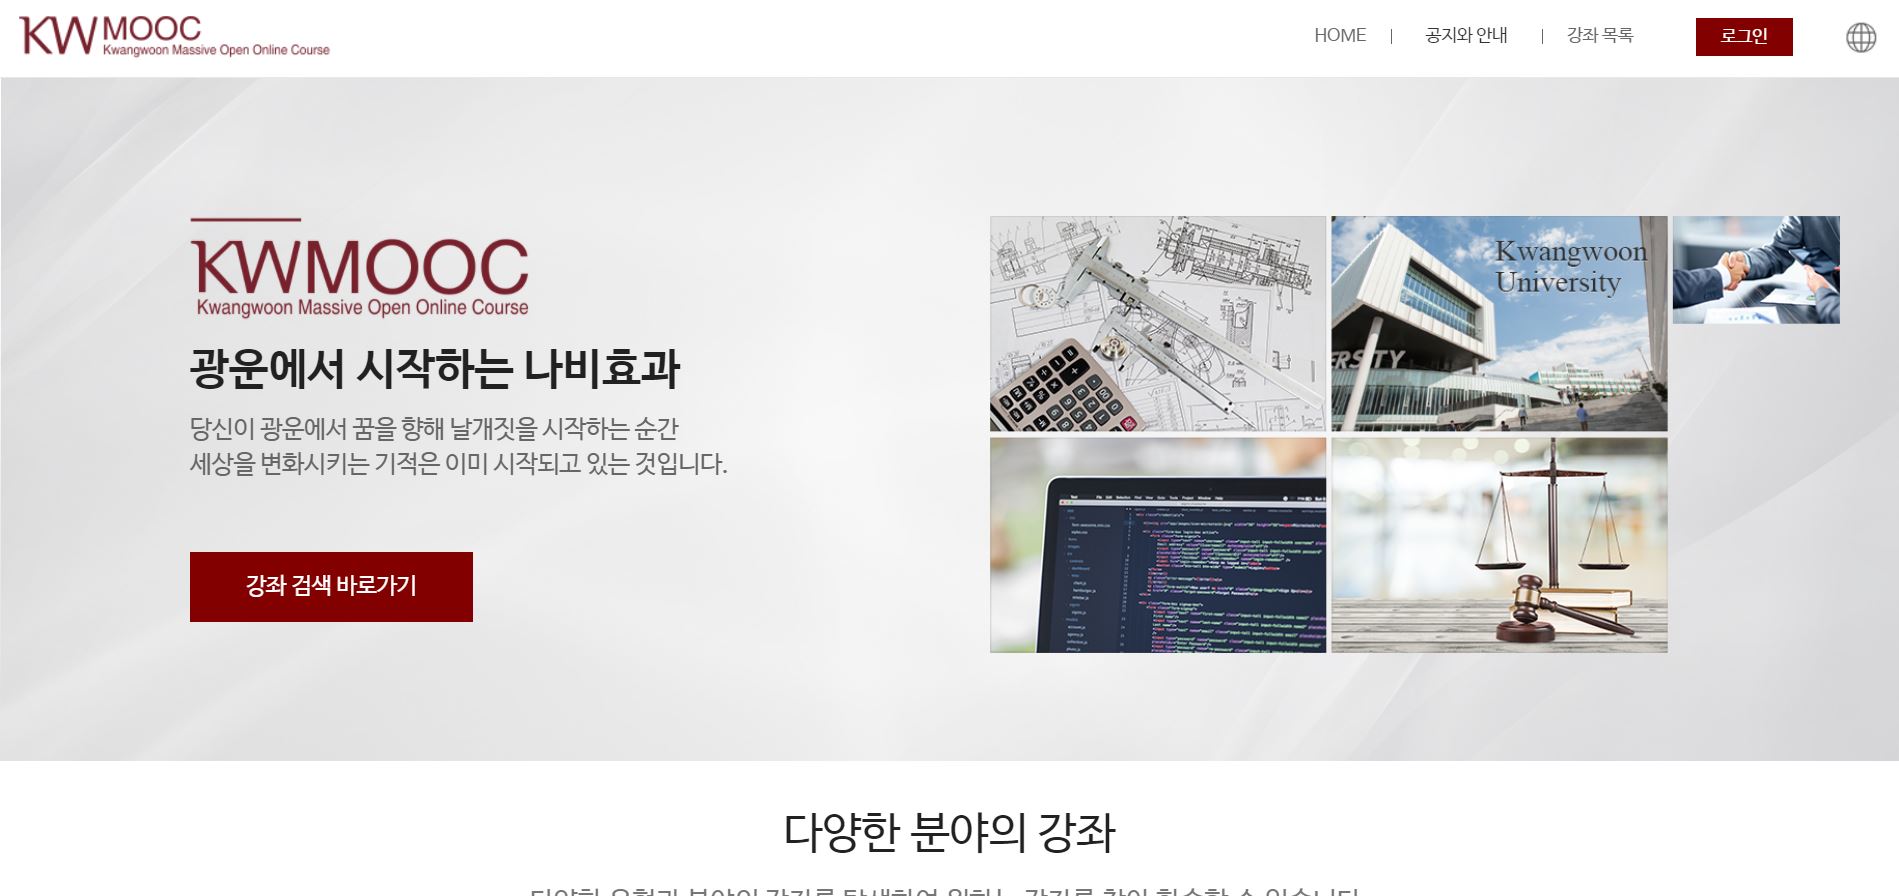 KWMOOC
Kwangwoon Massive Open Online Course
HOME
공지와 안내
강좌 목록
로그인
KWMOOC
Kwangwoon Massive Open Online Course
광운에서 시작하는 나비효과
당신이 광운에서 꿈을 향해 날개짓을 시작하는 순간
세상을 변화시키는 기적은 이미 시작되고 있는 것입니다.
강좌 검색 바로가기
Kwangwoon
University
다양한 분야의 강좌